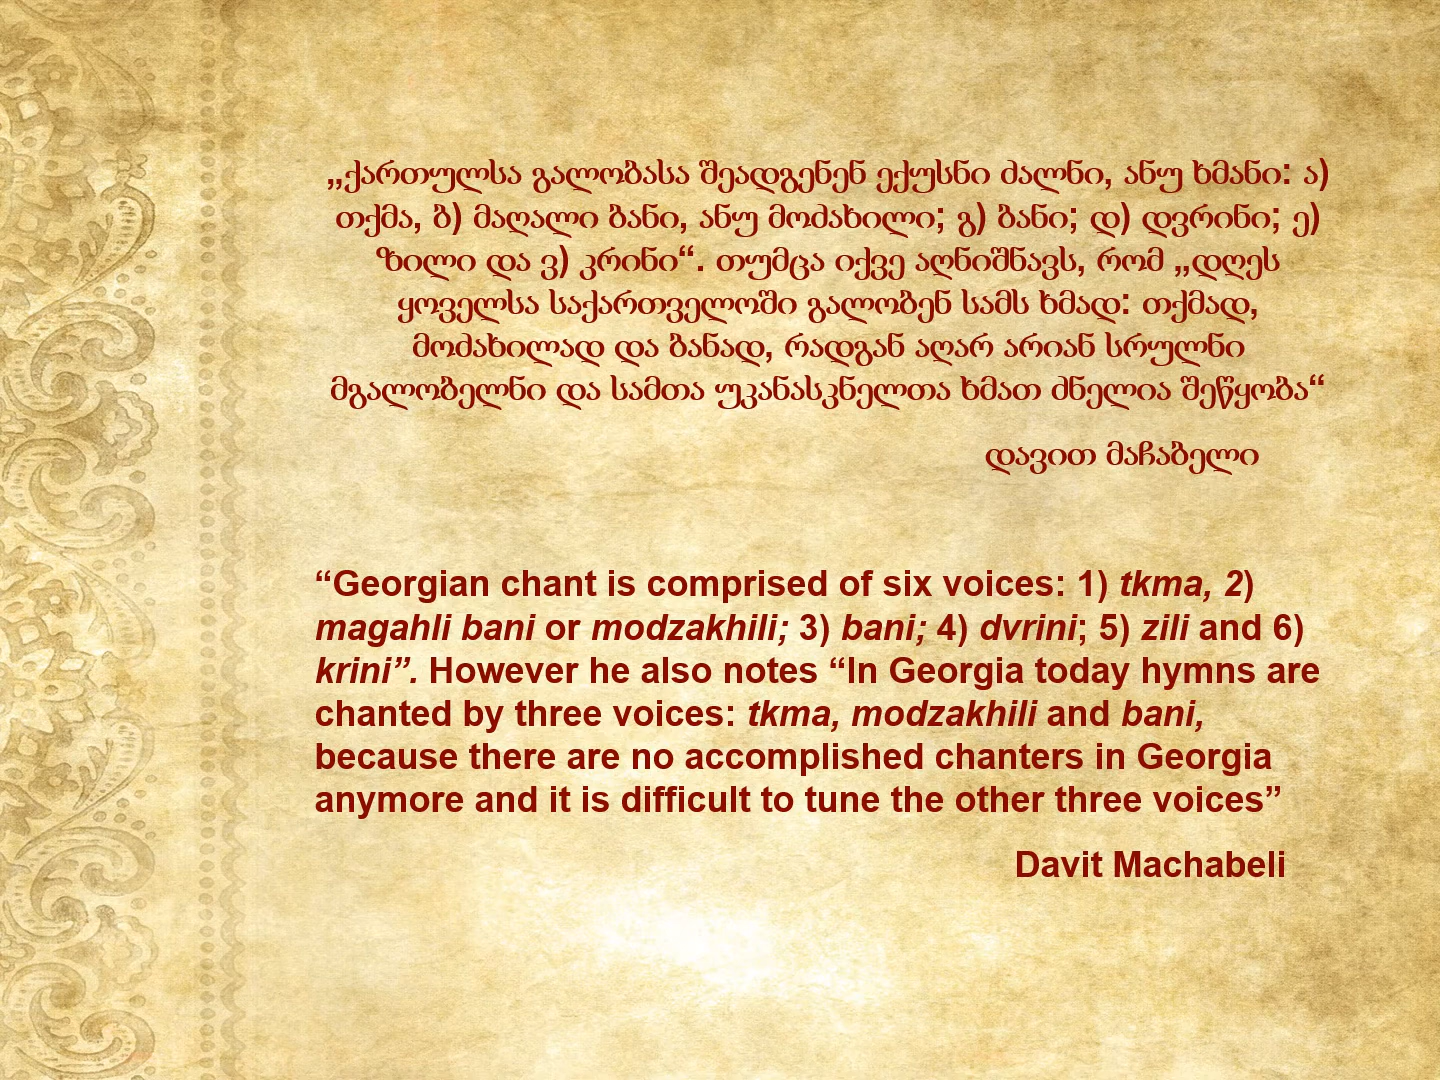 „ქართულსა გალობასა შეადგენენ ექუსნი ძალნი, ანუ ხმანი: ა)
თქმა, ბ) მაღალი ბანი, ანუ მოძახილი; გ) ბანი; დ) დვრინი; ე)
ზილი და ვ) კრინი“. თუმცა იქვე აღნიშნავს, რომ „დღეს
ყოველსა საქართველოში გალობენ სამს ხმად: თქმად,
მოძახილად და ბანად, რადგან აღარ არიან სრულნი
მგალობელნი და სამთა უკანასკნელთა ხმათ ძნელია შეწყობა“
დავით მაჩაბელი
“Georgian chant is comprised of six voices: 1) tkma, 2)
magahli bani or modzakhili; 3) bani; 4) dvrini; 5) zili and 6)
krini”. However he also notes “In Georgia today hymns are
chanted by three voices: tkma, modzakhili and bani,
because there are no accomplished chanters in Georgia
anymore and it is difficult to tune the other three voices”
Davit Machabeli